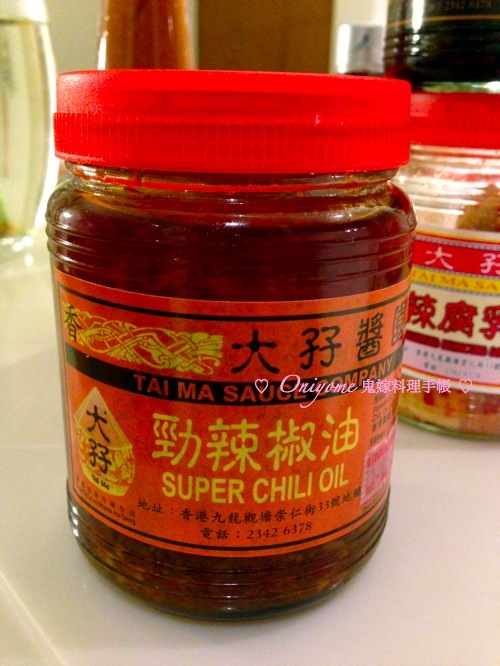 香
大孖醬園
TAI MA SAUCE COMPANY
♡ Oniyome 鬼嫁料理手帳 ♡
大孖
Tai Ma
勁辣椒油
SUPER CHILI OIL
地址：香港九龍觀塘崇仁街33號地
電話：2342 6378
大孖
TAI MA SA
辣腐乳